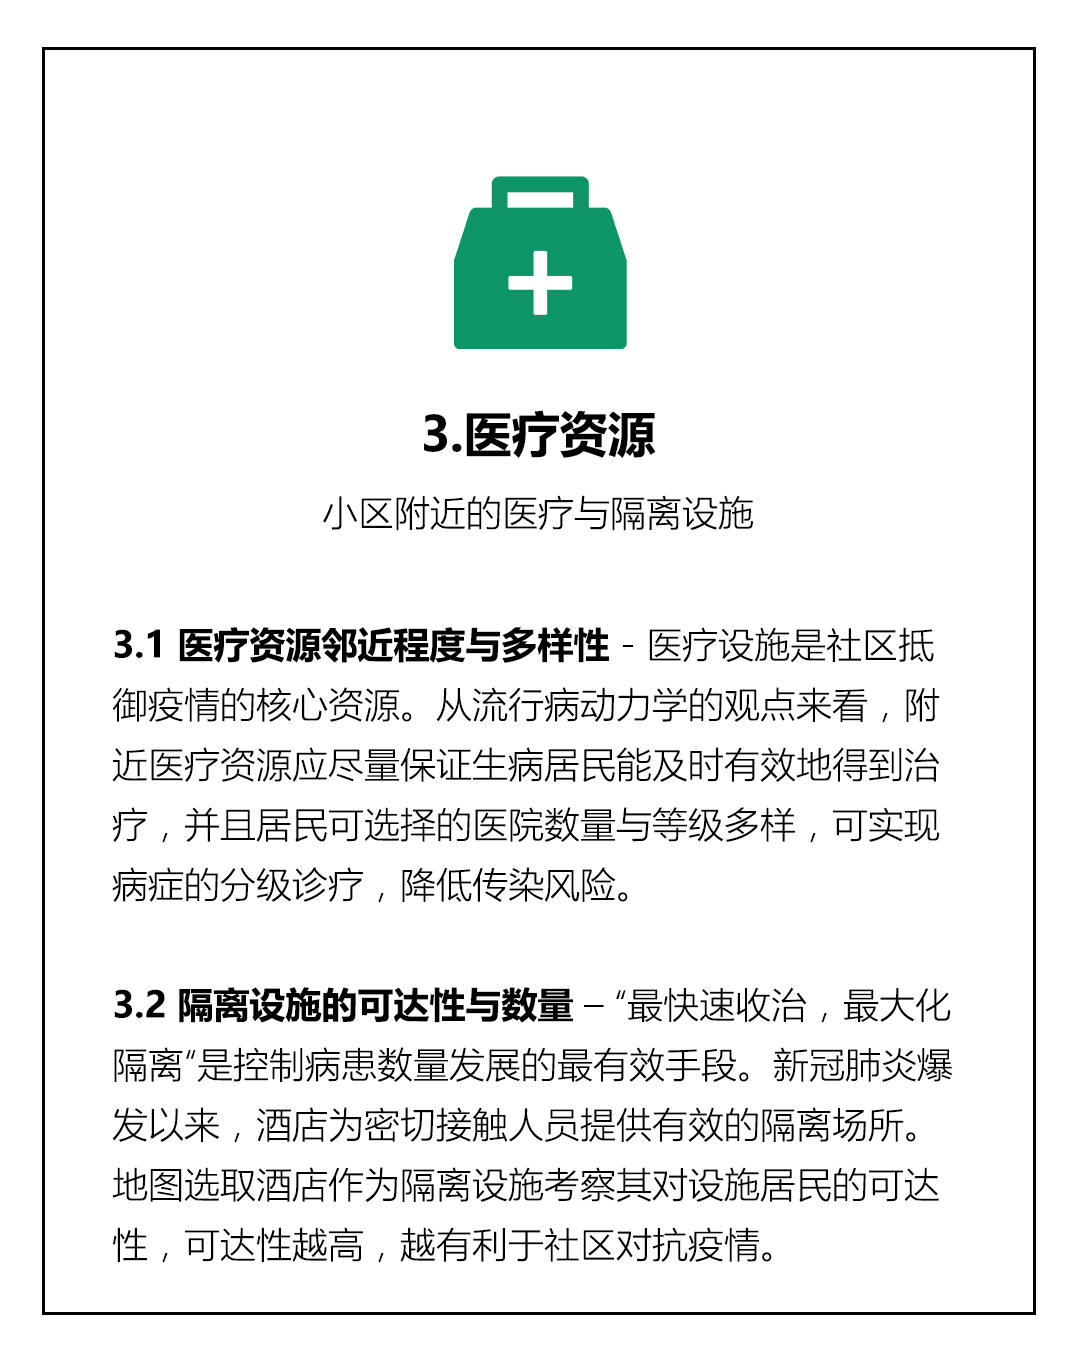 3.医疗资源
小区附近的医疗与隔离设施
3.1 医疗资源邻近程度与多样性 - 医疗设施是社区抵
御疫情的核心资源。从流行病动力学的观点来看，附
近医疗资源应尽量保证生病居民能及时有效地得到治
疗，并且居民可选择的医院数量与等级多样，可实现
病症的分级诊疗，降低传染风险。
3.2 隔离设施的可达性与数量 – “最快速收治，最大化
隔离“是控制病患数量发展的最有效手段。新冠肺炎爆
发以来，酒店为密切接触人员提供有效的隔离场所。
地图选取酒店作为隔离设施考察其对设施居民的可达
性，可达性越高，越有利于社区对抗疫情。